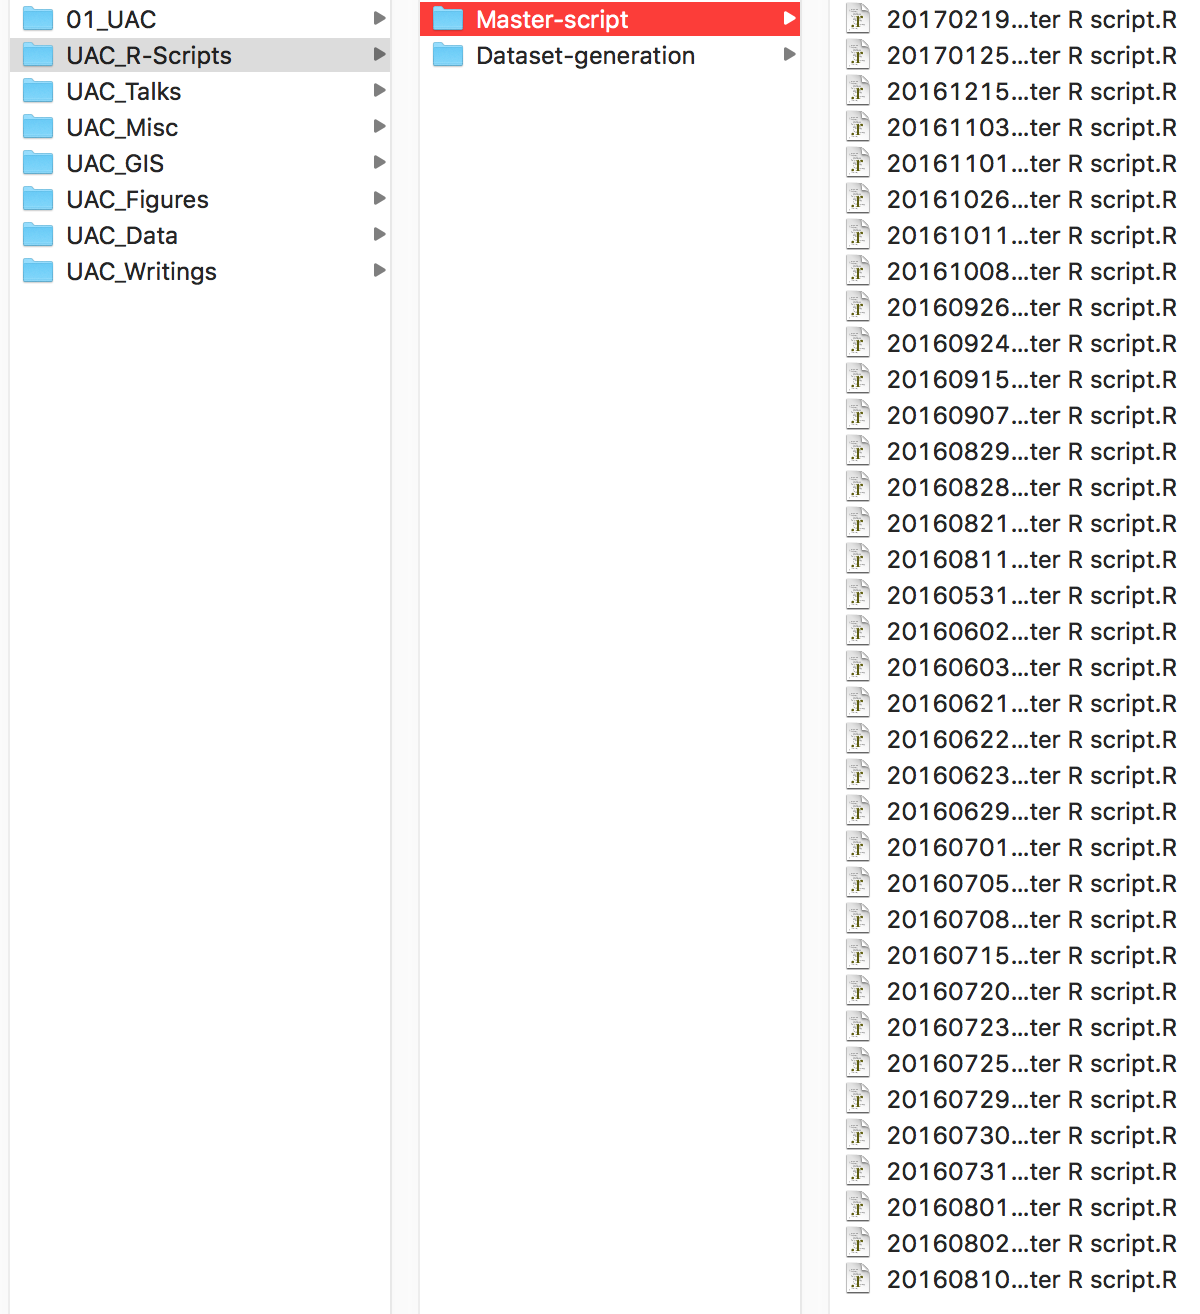 01_UAC
UAC_R-Scripts
UAC_Talks
UAC_Misc
UAC_GIS
UAC_Figures
UAC_Data
UAC_Writings
Master-script
Dataset-generation
20170219...ter R script.R
20170125...ter R script.R
20161215...ter R script.R
20161103...ter R script.R
20161101...ter R script.R
20161026...ter R script.R
20161011...ter R script.R
20161008...ter R script.R
20160926...ter R script.R
20160924...ter R script.R
20160915...ter R script.R
20160907...ter R script.R
20160829...ter R script.R
20160828...ter R script.R
20160821...ter R script.R
20160811...ter R script.R
20160531...ter R script.R
20160602...ter R script.R
20160603...ter R script.R
20160621...ter R script.R
20160622...ter R script.R
20160623...ter R script.R
20160629...ter R script.R
20160701...ter R script.R
20160705...ter R script.R
20160708...ter R script.R
20160715...ter R script.R
20160720...ter R script.R
20160723...ter R script.R
20160725...ter R script.R
20160729...ter R script.R
20160730...ter R script.R
20160731...ter R script.R
20160801...ter R script.R
20160802...ter R script.R
20160810...ter R script.R